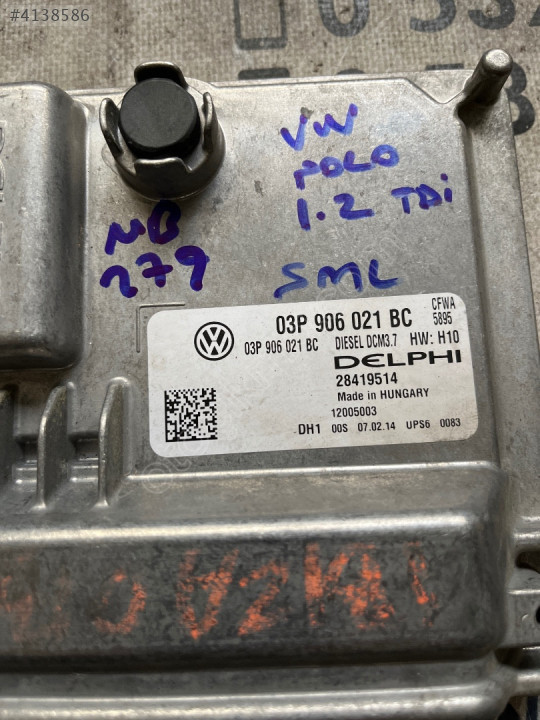 #4138586
VW
POLO
1.2 TDi
NB
279
SML
03P 906 021 BC
CFWA
5895
03P 906 021 BC DIESEL DCM3.7 HW: H10
DELPHI
28419514
Made in HUNGARY
12005003
DH1 00S 07.02.14 UPS6 0083